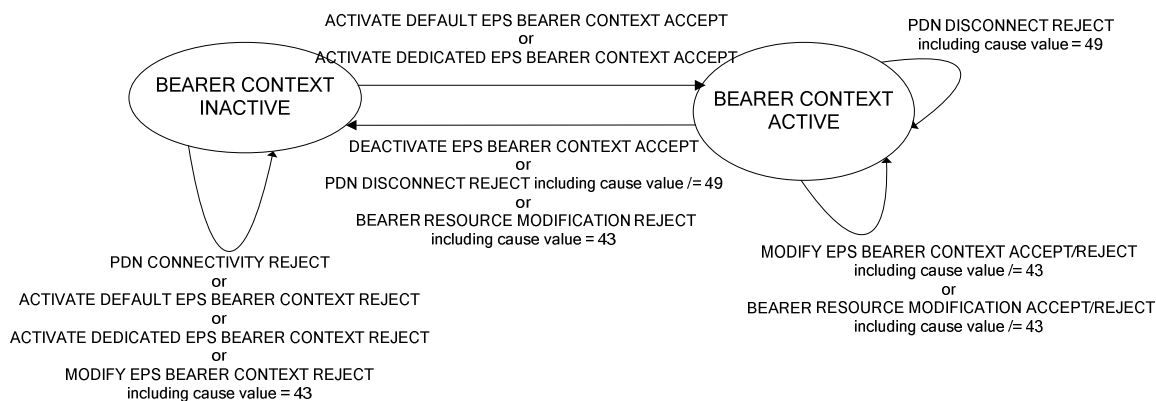 ACTIVATE DEFAULT EPS BEARER CONTEXT ACCEPT
or
ACTIVATE DEDICATED EPS BEARER CONTEXT ACCEPT
PDN DISCONNECT REJECT
including cause value = 49
BEARER CONTEXT
INACTIVE
BEARER CONTEXT
ACTIVE
DEACTIVATE EPS BEARER CONTEXT ACCEPT
or
PDN DISCONNECT REJECT including cause value /= 49
or
BEARER RESOURCE MODIFICATION REJECT
including cause value = 43
PDN CONNECTIVITY REJECT
or
ACTIVATE DEFAULT EPS BEARER CONTEXT REJECT
or
ACTIVATE DEDICATED EPS BEARER CONTEXT REJECT
or
MODIFY EPS BEARER CONTEXT REJECT
including cause value = 43
MODIFY EPS BEARER CONTEXT ACCEPT/REJECT
including cause value /= 43
or
BEARER RESOURCE MODIFICATION ACCEPT/REJECT
including cause value /= 43